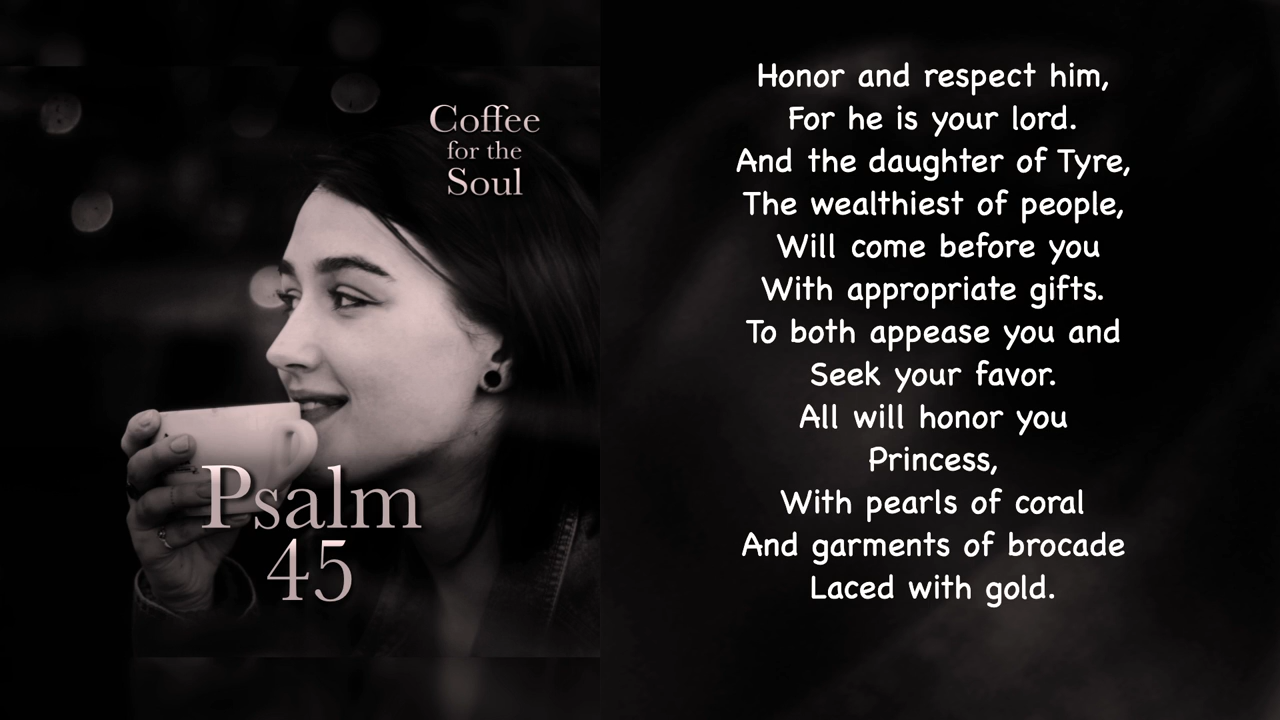 Coffee
for the
Soul
Psalm
45
Honor and respect him,
For he is your lord.
And the daughter of Tyre,
The wealthiest of people,
Will come before you
With appropriate gifts.
To both appease you and
Seek your favor.
All will honor you
Princess,
With pearls of coral
And garments of brocade
Laced with gold.